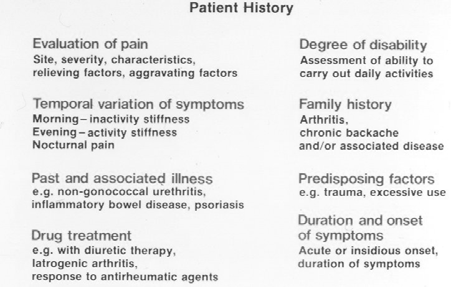 Patient History
Evaluation of pain
Site, severity, characteristics,
relieving factors, aggravating factors
Temporal variation of symptoms
Morning – inactivity stiffness
Evening – activity stiffness
Nocturnal pain
Past and associated illness
e.g. non-gonococcal urethritis,
inflammatory bowel disease, psoriasis
Drug treatment
e.g. with diuretic therapy,
Iatrogenic arthritis,
response to antirheumatic agents
Degree of disability
Assessment of ability to
carry out daily activities
Family history
Arthritis,
chronic backache
and/or associated disease
Predisposing factors
e.g. trauma, excessive use
Duration and onset
of symptoms
Acute or insidious onset,
duration of symptoms